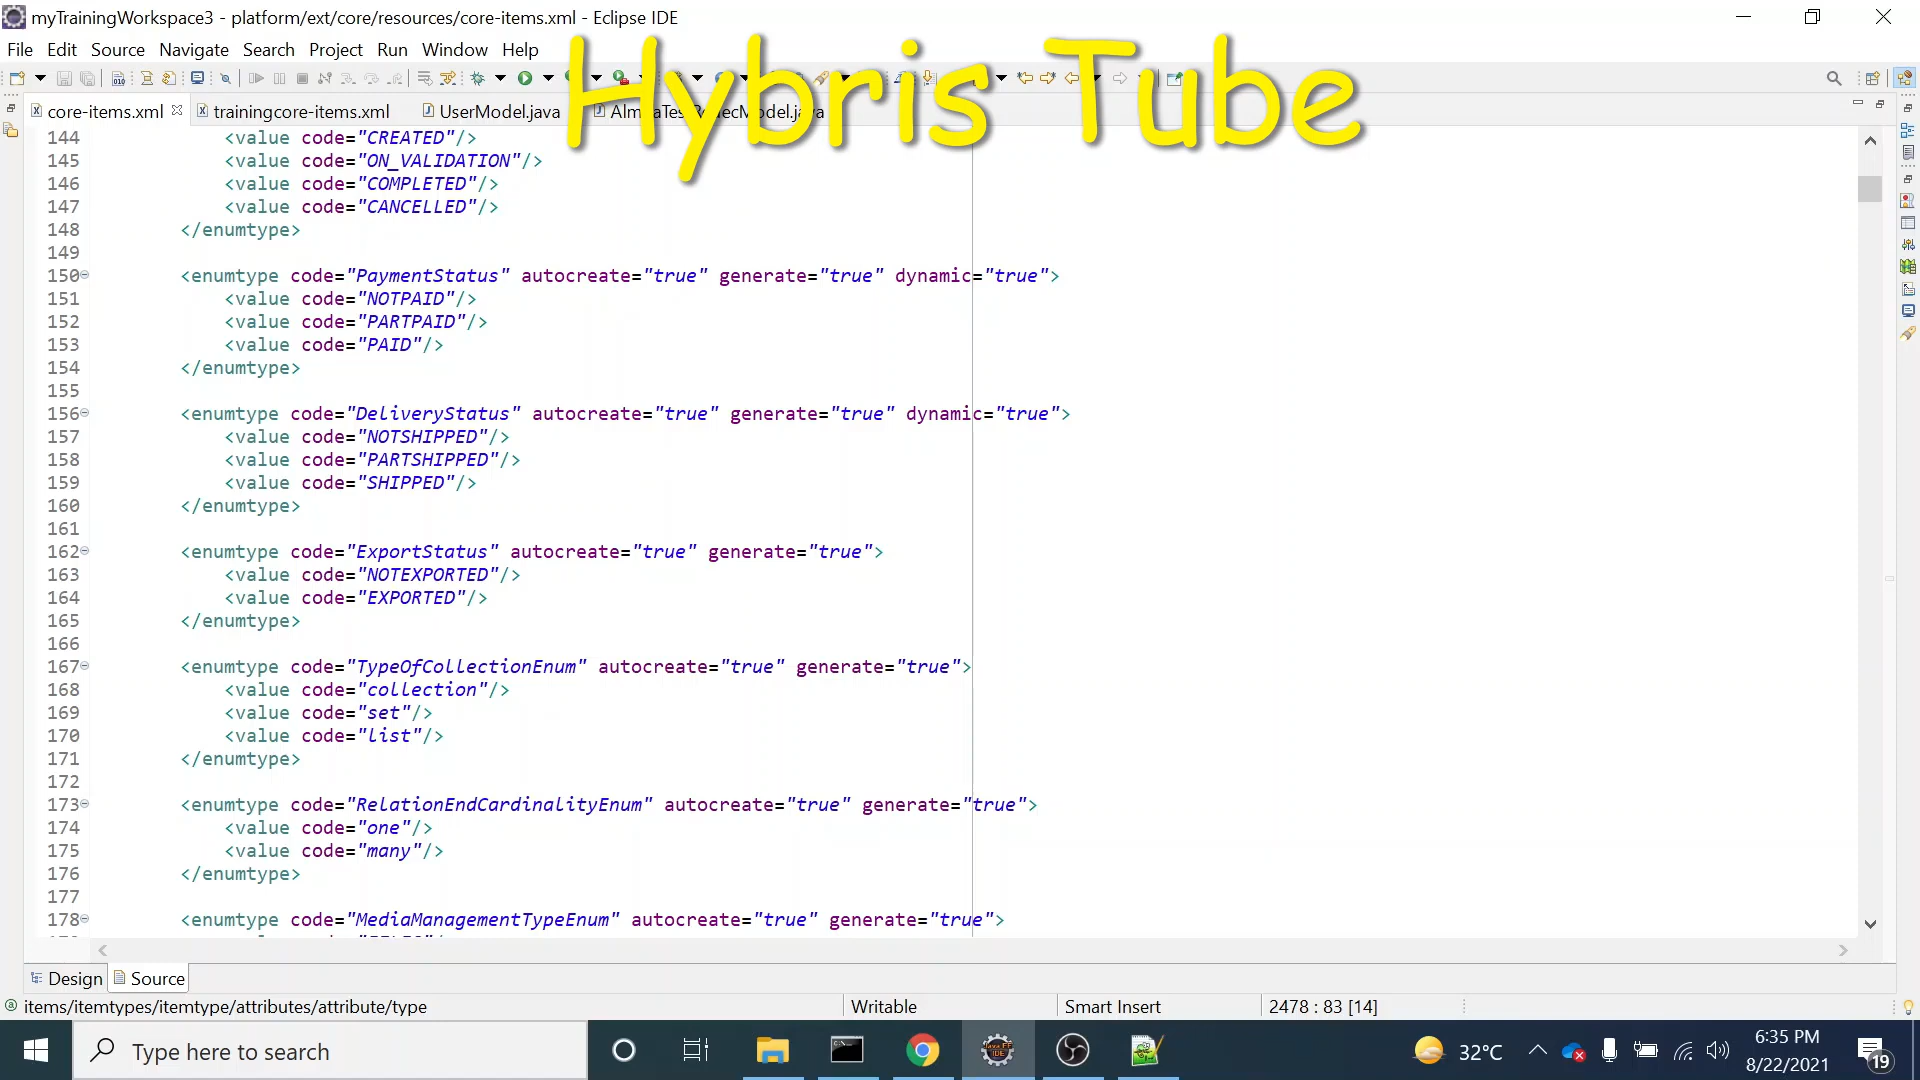 myTrainingWorkspace3 - platform/ext/core/resources/core-items.xml - Eclipse IDE
File Edit Source Navigate Search Project Run Window Help
Hybris Tube
core-items.xml trainingcore-items.xml UserModel.java
144 <value code="CREATED"/>
145 <value code="ON_VALIDATION"/>
146 <value code="COMPLETED"/>
147 <value code="CANCELLED"/>
148 </enumtype>
149
150 <enumtype code="PaymentStatus" autocreate="true" generate="true" dynamic="true">
151 <value code="NOTPAID"/>
152 <value code="PARTPAID"/>
153 <value code="PAID"/>
154 </enumtype>
155
156 <enumtype code="DeliveryStatus" autocreate="true" generate="true" dynamic="true">
157 <value code="NOTSHIPPED"/>
158 <value code="PARTSHIPPED"/>
159 <value code="SHIPPED"/>
160 </enumtype>
161
162 <enumtype code="ExportStatus" autocreate="true" generate="true">
163 <value code="NOTEXPORTED"/>
164 <value code="EXPORTED"/>
165 </enumtype>
166
167 <enumtype code="TypeOfCollectionEnum" autocreate="true" generate="true">
168 <value code="collection"/>
169 <value code="set"/>
170 <value code="list"/>
171 </enumtype>
172
173 <enumtype code="RelationEndCardinalityEnum" autocreate="true" generate="true">
174 <value code="one"/>
175 <value code="many"/>
176 </enumtype>
177
178 <enumtype code="MediaManagementTypeEnum" autocreate="true" generate="true">
Design Source
items/itemtypes/itemtype/attributes/attribute/type Writable Smart Insert 2478 : 83 [14]
Type here to search 32°C 6:35 PM
8/22/2021 19